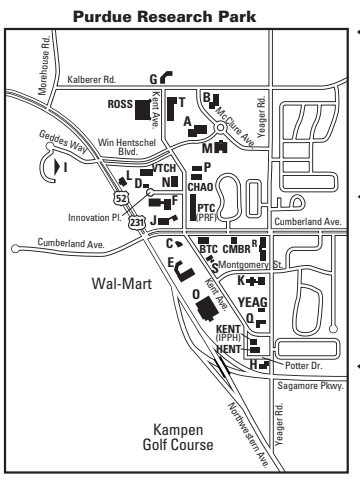 Purdue Research Park
Morehouse Rd.
Kalberer Rd.
G
ROSS
Kent Ave.
T
B
A
McClure Ave.
Yeager Rd.
M
Geddes Way
Win Hentschel
Blvd.
I
VTCH
P
L
D
N
CHAO
52
F
PTC
(PRF)
Innovation Pl.
231
J
Cumberland Ave.
Cumberland Ave.
C
BTC
CMBR
R
S
Montgomery St.
E
K
Wal-Mart
Kent Ave.
O
YEAG
Q
KENT
(IPPH)
HENT
H
Potter Dr.
Sagamore Pkwy.
Kampen
Golf Course
Northwestern Ave.
Yeager Rd.